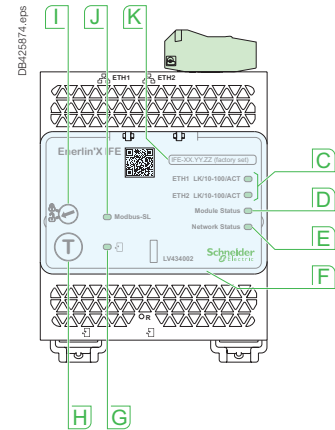 DB425874.eps
I
J
K
ETH1 ETH2
Enerlin'X IFE
IFE-XX.YY.ZZ (factory set)
ETH1 LK/10-100/ACT
C
ETH2 LK/10-100/ACT
Module Status
D
Modbus-SL
Network Status
E
T
LV434002
Schneider
Electric
F
R
H
G